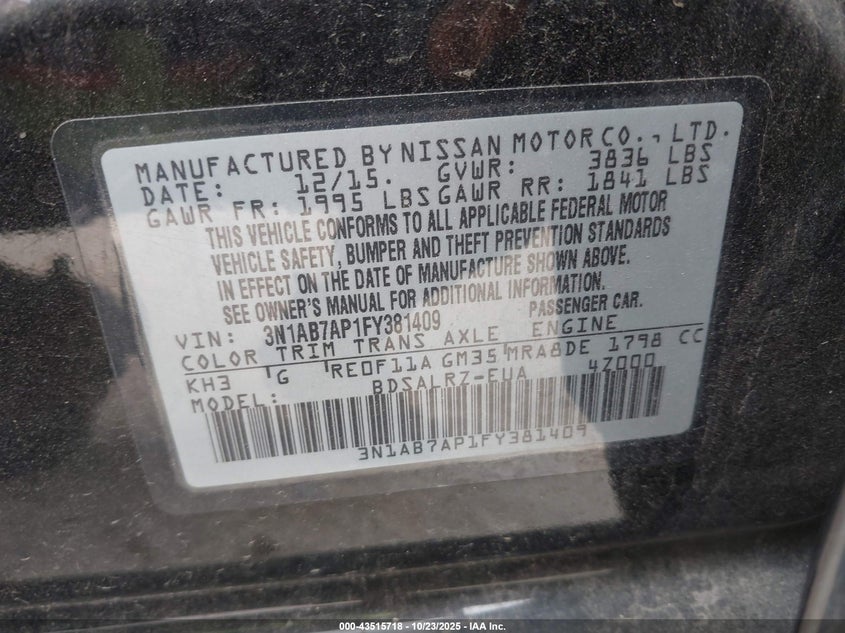 MANUFACTURED BY NISSAN MOTOR CO., LTD.
DATE: 12/15. GVWR: 3836 LBS
GAWR FR: 1995 LBS GAWR RR: 1841 LBS
THIS VEHICLE CONFORMS TO ALL APPLICABLE FEDERAL MOTOR
VEHICLE SAFETY, BUMPER AND THEFT PREVENTION STANDARDS
IN EFFECT ON THE DATE OF MANUFACTURE SHOWN ABOVE.
SEE OWNER'S MANUAL FOR ADDITIONAL INFORMATION.
VIN: 3N1AB7AP1FY381409 PASSENGER CAR.
COLOR TRIM TRANS AXLE ENGINE
KH3 G RE0F11A GM35 MRA8DE 1798 CC
MODEL: BDSALRZ-EUA 4Z000
3N1AB7AP1FY381409
000-43515718 - 10/23/2025 - IAA Inc.